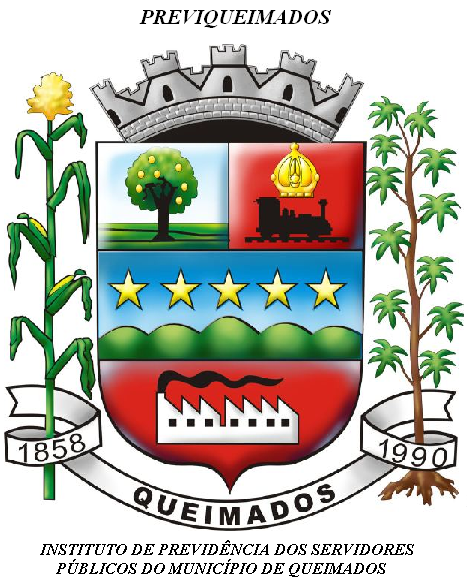 PREVIQUEIMADOS
1858
1990
QUEIMADOS
INSTITUTO DE PREVIDÊNCIA DOS SERVIDORES
PÚBLICOS DO MUNICÍPIO DE QUEIMADOS